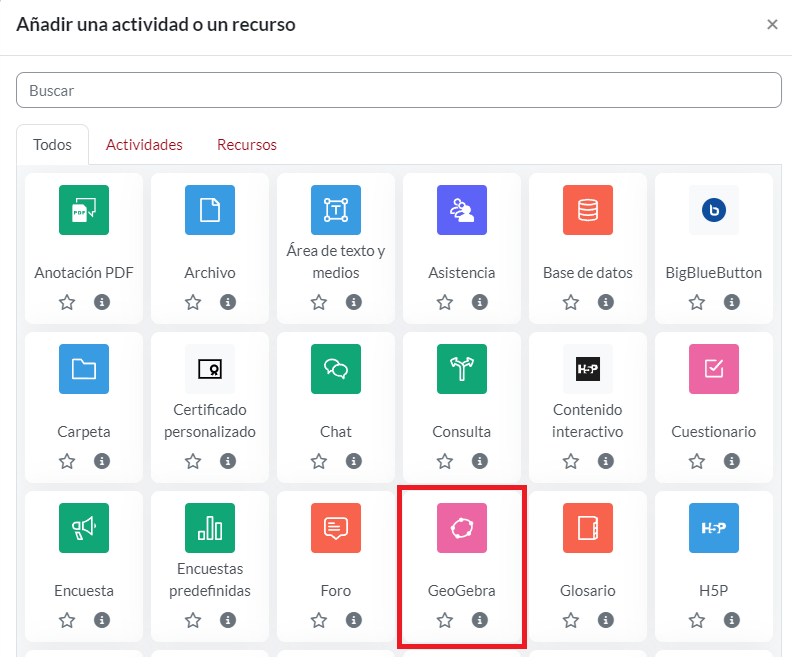 Añadir una actividad o un recurso
×
Buscar
Todos
Actividades
Recursos
PDF
Anotación PDF
Archivo
T
Área de texto y
medios
Asistencia
Base de datos
b
BigBlueButton
Carpeta
Certificado
personalizado
Chat
Consulta
H5P
Contenido
interactivo
Cuestionario
Encuesta
Encuestas
predefinidas
Foro
GeoGebra
Glosario
H5P
H5P